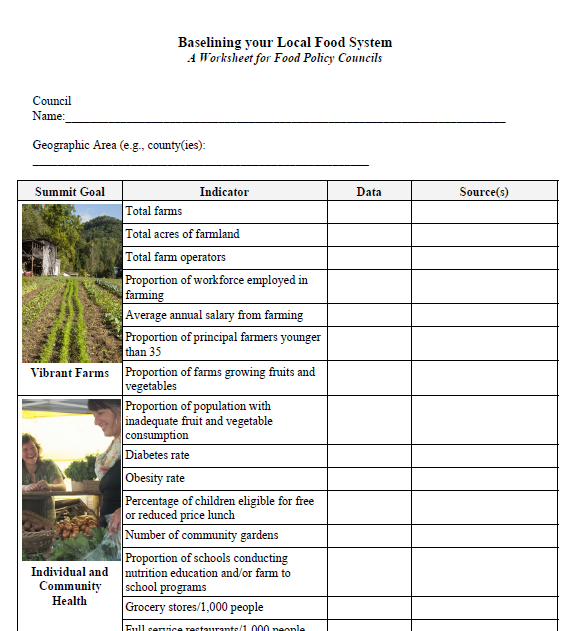 Baselining your Local Food System
A Worksheet for Food Policy Councils
Council
Name:
Geographic Area (e.g., county(ies):
Summit Goal Indicator Data Source(s)
Total farms
Total acres of farmland
Total farm operators
Proportion of workforce employed in
farming
Average annual salary from farming
Proportion of principal farmers younger
than 35
Vibrant Farms
Proportion of farms growing fruits and
vegetables
Proportion of population with
inadequate fruit and vegetable
consumption
Diabetes rate
Obesity rate
Percentage of children eligible for free
or reduced price lunch
Number of community gardens
Proportion of schools conducting
nutrition education and/or farm to
school programs
Individual and
Community
Health
Grocery stores/1,000 people
Full service restaurants/1,000 people